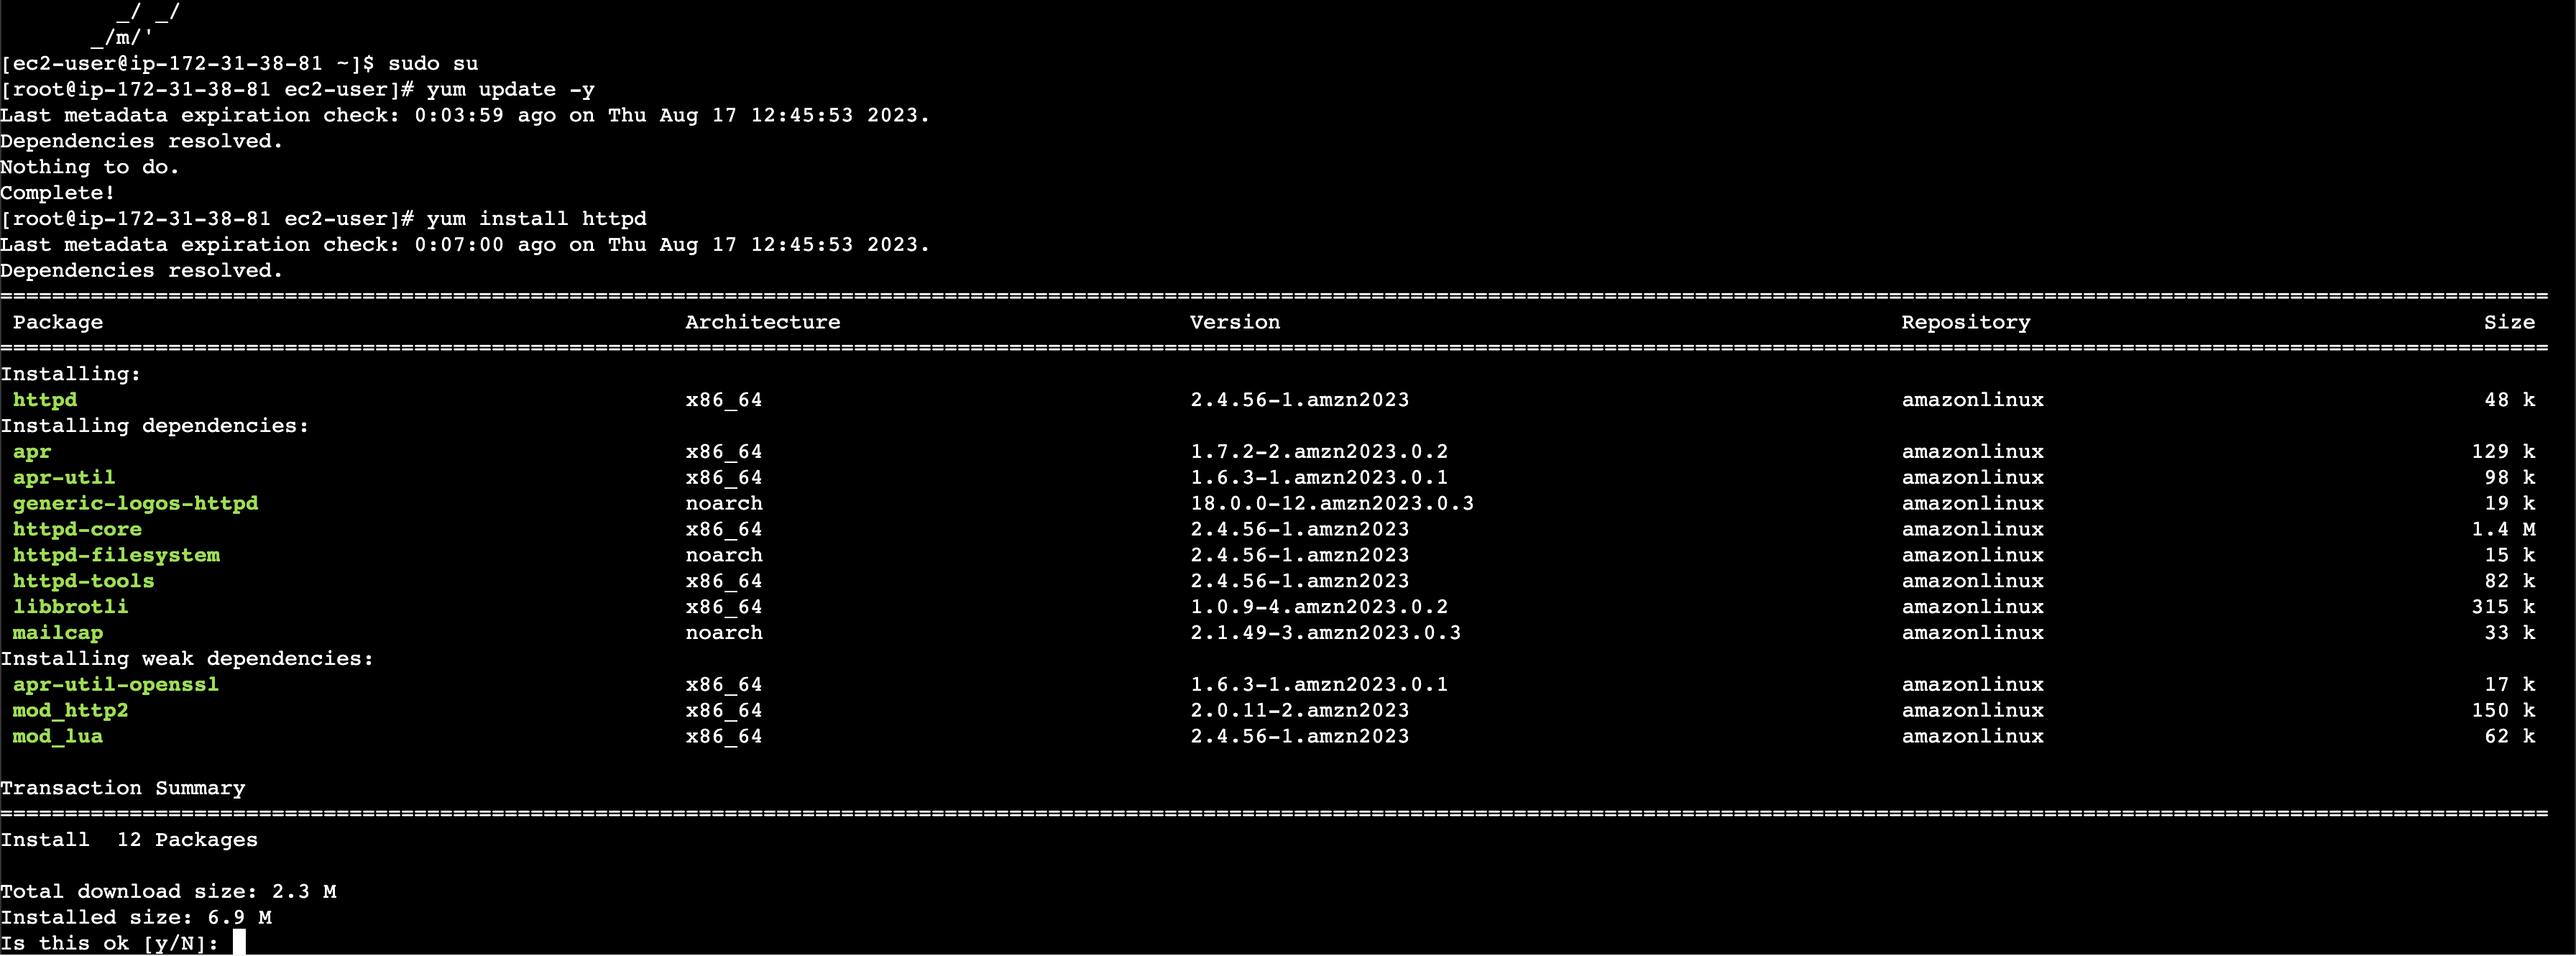 _/ _/
_/m/'
[ec2-user@ip-172-31-38-81 ~]$ sudo su
[root@ip-172-31-38-81 ec2-user]# yum update -y
Last metadata expiration check: 0:03:59 ago on Thu Aug 17 12:45:53 2023.
Dependencies resolved.
Nothing to do.
Complete!
[root@ip-172-31-38-81 ec2-user]# yum install httpd
Last metadata expiration check: 0:07:00 ago on Thu Aug 17 12:45:53 2023.
Dependencies resolved.
Package Architecture Version Repository Size
Installing:
httpd x86_64 2.4.56-1.amzn2023 amazonlinux 48 k
Installing dependencies:
apr x86_64 1.7.2-2.amzn2023.0.2 amazonlinux 129 k
apr-util x86_64 1.6.3-1.amzn2023.0.1 amazonlinux 98 k
generic-logos-httpd noarch 18.0.0-12.amzn2023.0.3 amazonlinux 19 k
httpd-core x86_64 2.4.56-1.amzn2023 amazonlinux 1.4 M
httpd-filesystem noarch 2.4.56-1.amzn2023 amazonlinux 15 k
httpd-tools x86_64 2.4.56-1.amzn2023 amazonlinux 82 k
libbrotli x86_64 1.0.9-4.amzn2023.0.2 amazonlinux 315 k
mailcap noarch 2.1.49-3.amzn2023.0.3 amazonlinux 33 k
Installing weak dependencies:
apr-util-openssl x86_64 1.6.3-1.amzn2023.0.1 amazonlinux 17 k
mod_http2 x86_64 2.0.11-2.amzn2023 amazonlinux 150 k
mod_lua x86_64 2.4.56-1.amzn2023 amazonlinux 62 k
Transaction Summary
Install 12 Packages
Total download size: 2.3 M
Installed size: 6.9 M
Is this ok [y/N]: